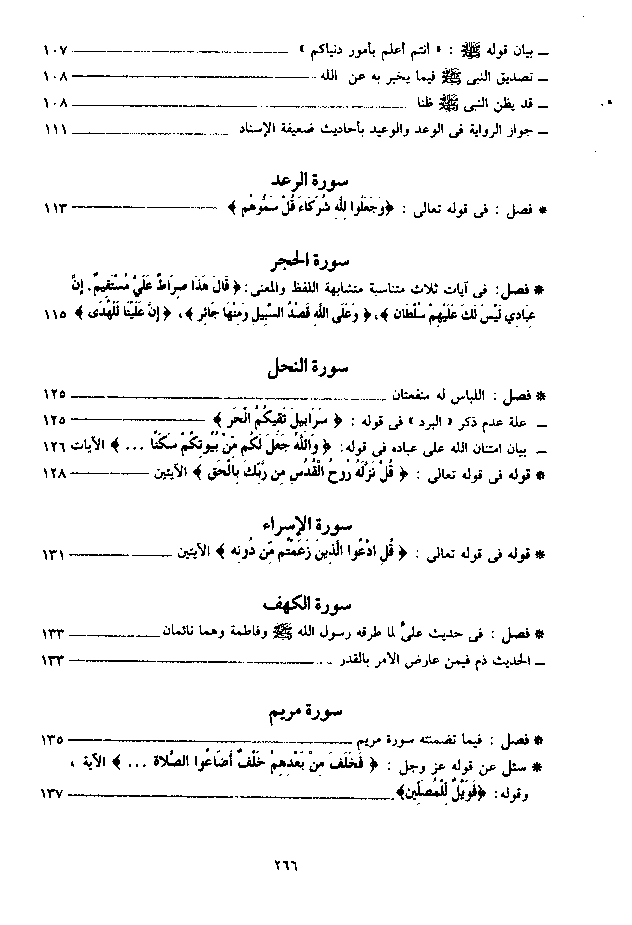 ــ بيان قوله ﷺ : « أنتم أعلم بأمور دنياكم » ١٠٧
ــ تصديق النبى ﷺ فيما يخبر به عن الله ١٠٨
ــ قد يظن النبى ﷺ ظنا ١٠٨
ــ جواز الرواية فى الوعد والوعيد بأحاديث ضعيفة الإسناد ١١١
سورة الرعد
* فصل : فى قوله تعالى : ﴿وَجَعَلُوا لِلَّهِ شُرَكَاءَ قُلْ سَمُّوهُمْ ﴾ ١١٣
سورة الحجر
* فصل: فى آيات ثلاث متناسبة متشابهة اللفظ والمعنى:﴿ قَالَ هَذَا صِرَاطٌ عَلَيَّ مُسْتَقِيمٌ. إِنَّ
عِبَادِي لَيْسَ لَكَ عَلَيْهِمْ سُلْطَان ﴾،﴿ وَعَلَى اللَّهِ قَصْدُ السَّبِيلِ وَمِنْهَا جَائِر ﴾، ﴿ إِنَّ عَلَيْنَا لَلْهُدَى ﴾ ١١٥
سورة النحل
* فصل : اللباس له منفعتان ١٢٥
ــ علة عدم ذكر « البرد » فى قوله : ﴿ سَرَابِيلَ تَقِيكُمُ الْحَر ﴾ ١٢٥
ــ بيان امتنان الله على عباده فى قوله: ﴿ وَاللَّهُ جَعَلَ لَكُم مِّنْ بُيُوتِكُمْ سَكَنًا ... ﴾ الآيات ١٢٦
* قوله فى قوله تعالى : ﴿ قُلْ نَزَّلَهُ رُوحُ الْقُدُسِ مِن رَّبِّكَ بِالْحَق ﴾ الآيتين ١٢٨
سورة الإسراء
* قوله فى قوله تعالى : ﴿ قُلِ ادْعُوا الَّذِينَ زَعَمْتُم مِّن دُونِه ﴾ الآيتين ١٣١
سورة الكهف
* فصل : فى حديث علىٍّ لما طرقه رسول الله ﷺ وفاطمة وهما نائمان ١٣٣
ــ الحديث ذم فيمن عارض الأمر بالقدر ١٣٣
سورة مريم
* فصل : فيما تضمنته سورة مريم ١٣٥
* سئل عن قوله عز وجل : ﴿ فَخَلَفَ مِنْ بَعْدِهِمْ خَلْفٌ أَضَاعُوا الصَّلاةَ ... ﴾ الآية ،
وقوله: ﴿فَوَيْلٌ لِّلْمُصَلِّين﴾ ١٣٧
٢٦٦